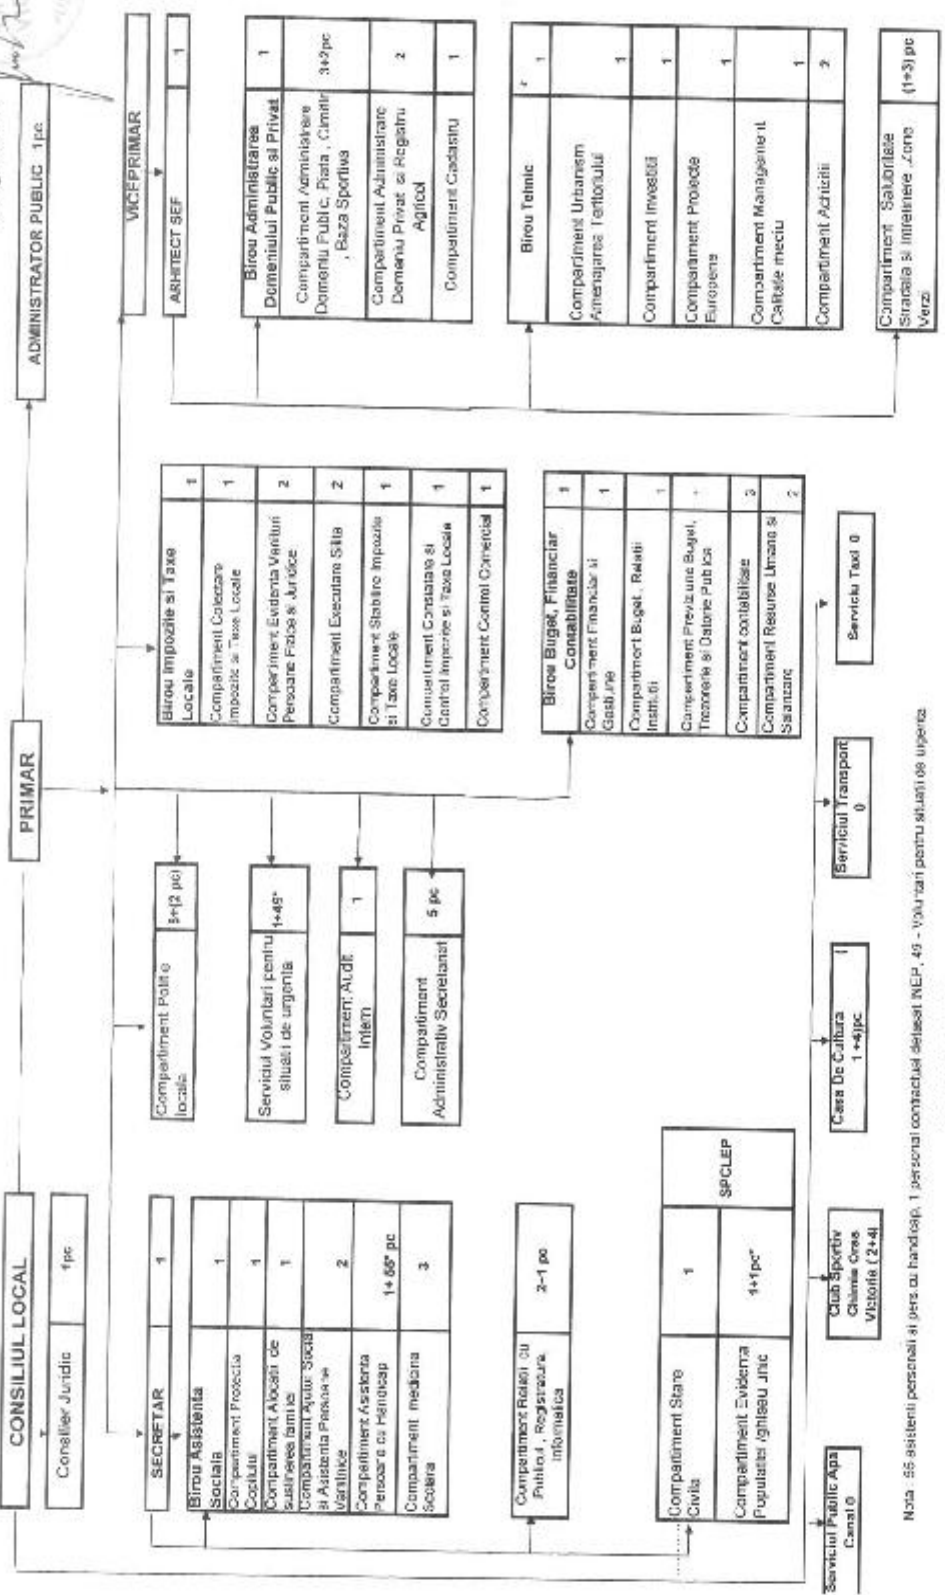 CONSILIUL LOCAL
Consilier Juridic 1pc
PRIMAR
ADMINISTRATOR PUBLIC 1pc
VICEPRIMAR
ARHITECT SEF 1
SECRETAR 1
Birou Asistenta
Sociala 1
Compartiment Protectia
Copilului 1
Compartiment Alocatii de
sustinerea familiei 1
Compartiment Ajutor Social
si Asistenta Persoane
Varstnice 2
Compartiment Asistenta
Persoane cu Handicap 1+ 55* pc
Compartiment medicina
Scolara 3
Compartiment Relatii cu
Publicul , Registratura
Informatica 2-1 pc
Compartiment Stare
Civila 1
Compartiment Evidenta
Populatiei /ghiseu unic 1+1pc*
SPCLEP
Compartiment Politie
locala 5+(2 pc)
Serviciul Voluntari pentru
situatii de urgenta 1+45*
Compartiment Audit
Intern 1
Compartiment
Administrativ Secretariat 5 pc
Birou Impozite si Taxe
Locale 1
Compartiment Colectare
Impozite si Taxe Locale 1
Compartiment Evidenta Venituri
Persoane Fizice si Juridice 2
Compartiment Executare Silita 2
Compartiment Stabilire Impozite
si Taxe Locale 1
Compartiment Constatare si
Control Impozite si Taxe Locale 1
Compartiment Control Comercial 1
Birou Buget, Financiar
Contabilitate 1
Compartiment Financiar si
Gestiune 1
Compartiment Buget , Relatii
Institutii 1
Compartiment Previziune Buget,
Trezorerie si Datorie Publica
Compartiment contabilitate 3
Compartiment Resurse Umane si
Salarizare 2
Birou Administrarea
Domeniului Public si Privat 1
Compartiment Administrare
Domeniu Public, Piata , Cimitir
, Baza Sportiva 3+2pc
Compartiment Administrare
Domeniu Privat si Registru
Agricol 2
Compartiment Cadastru 1
Birou Tehnic 1
Compartiment Urbanism
Amenajarea Teritoriului 1
Compartiment Investitii 1
Compartiment Proiecte
Europene 1
Compartiment Management
Calitate mediu 1
Compartiment Achizitii 2
Compartiment Salubritate
Stradala si Intretinere ,Zone
Verzi (1+3) pc
Serviciul Public Apa
Canal 0
Club Sportiv
Chimia Oras
Victoria ( 2+4)
Casa De Cultura
1 +4)pc
Serviciul Transport
0
Serviciu Taxi 0
Nota - 55 asistenti personali ai pers.cu handicap, 1 personal contractual detasat INEP, 45 - Voluntari pentru situatii de urgenta